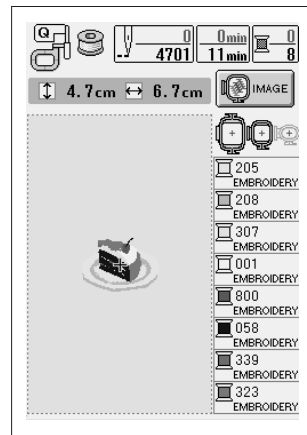 Q 0 0min 0
4701 11min 8
4.7cm 6.7cm IMAGE
205
EMBROIDERY
208
EMBROIDERY
307
EMBROIDERY
001
EMBROIDERY
800
EMBROIDERY
058
EMBROIDERY
339
EMBROIDERY
323
EMBROIDERY